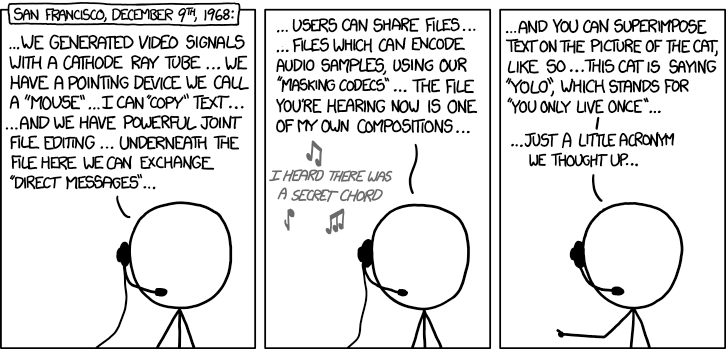 SAN FRANCISCO, DECEMBER 9TH, 1968:
...WE GENERATED VIDEO SIGNALS
WITH A CATHODE RAY TUBE ... WE
HAVE A POINTING DEVICE WE CALL
A "MOUSE" ... I CAN "COPY" TEXT...
...AND WE HAVE POWERFUL JOINT
FILE EDITING ... UNDERNEATH THE
FILE HERE WE CAN EXCHANGE
"DIRECT MESSAGES"...
... USERS CAN SHARE FILES...
... FILES WHICH CAN ENCODE
AUDIO SAMPLES, USING OUR
"MASKING CODECS" ... THE FILE
YOU'RE HEARING NOW IS ONE
OF MY OWN COMPOSITIONS...
I HEARD THERE WAS
A SECRET CHORD
...AND YOU CAN SUPERIMPOSE
TEXT ON THE PICTURE OF THE CAT,
LIKE SO ... THIS CAT IS SAYING
"YOLO", WHICH STANDS FOR
"YOU ONLY LIVE ONCE"...
...JUST A LITTLE ACRONYM
WE THOUGHT UP...